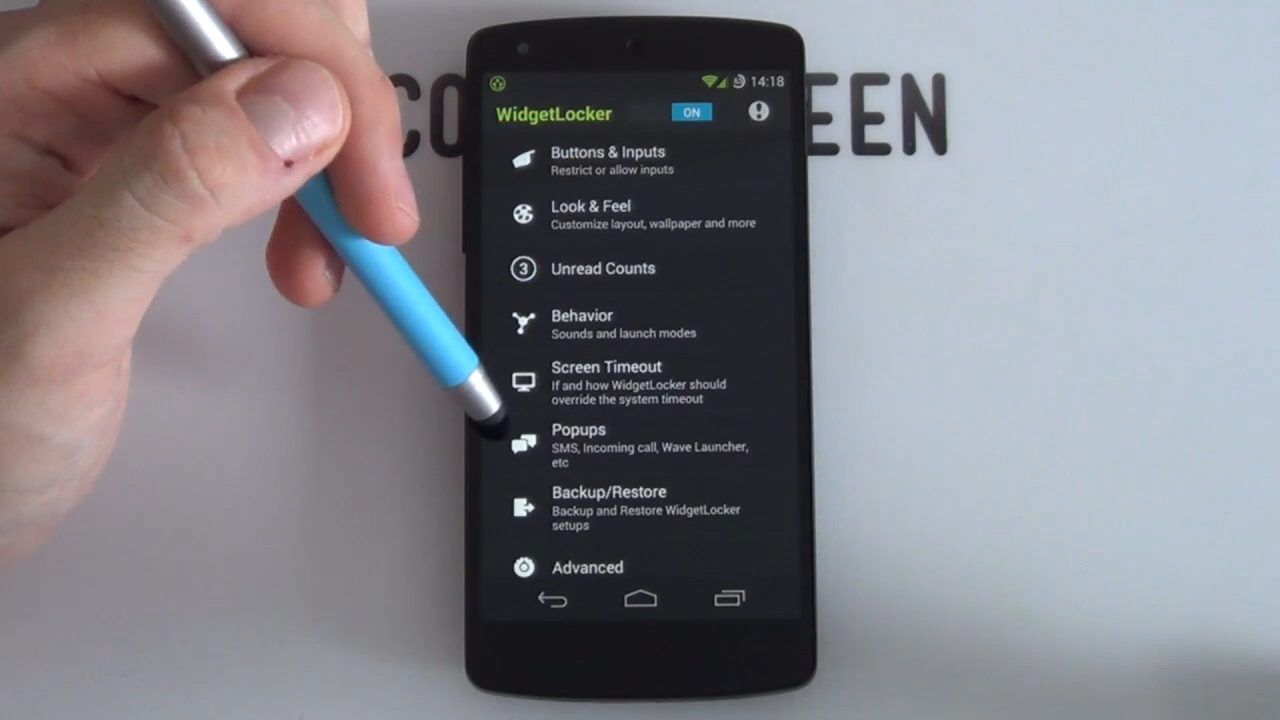 14:18
WidgetLocker
ON
Buttons & Inputs
Restrict or allow inputs
Look & Feel
Customize layout, wallpaper and more
3
Unread Counts
Behavior
Sounds and launch modes
Screen Timeout
If and how WidgetLocker should
override the system timeout
Popups
SMS, Incoming call, Wave Launcher,
etc
Backup/Restore
Backup and Restore WidgetLocker
setups
Advanced